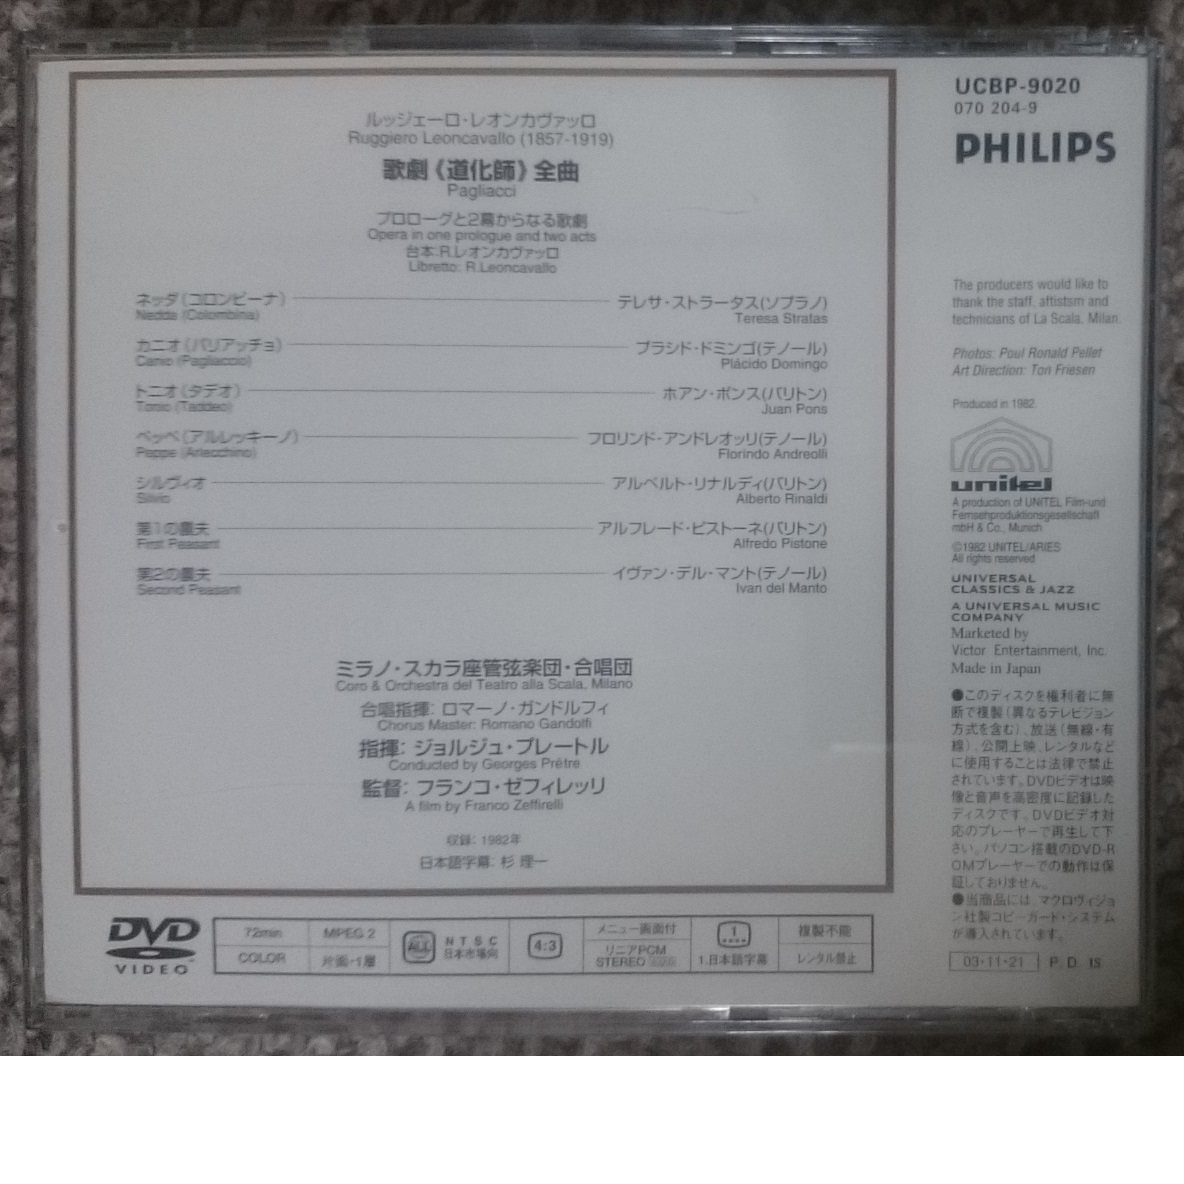 ルッジェーロ・レオンカヴァッロ
Ruggiero Leoncavallo (1857-1919)
歌劇《道化師》全曲
Pagliacci
プロローグと2幕からなる歌劇
Opera in one prologue and two acts
台本:R.レオンカヴァッロ
Libretto: R.Leoncavallo
ネッダ(コロンビーナ) テレサ・ストラータス(ソプラノ)
Nedda (Colombina) Teresa Stratas
カニオ(パリアッチョ) プラシド・ドミンゴ(テノール)
Canio (Pagliaccio) Plácido Domingo
トニオ(タデオ) ホアン・ポンス(バリトン)
Tonio (Taddeo) Juan Pons
ペッペ(アルレッキーノ) フロリンド・アンドレオッリ(テノール)
Peppe (Arlecchino) Florindo Andreolli
シルヴィオ アルベルト・リナルディ(バリトン)
Silvio Alberto Rinaldi
第1の農夫 アルフレード・ピストーネ(バリトン)
First Peasant Alfredo Pistone
第2の農夫 イヴァン・デル・マント(テノール)
Second Peasant Ivan del Manto
ミラノ・スカラ座管弦楽団・合唱団
Coro & Orchestra del Teatro alla Scala, Milano
合唱指揮: ロマーノ・ガンドルフィ
Chorus Master: Romano Gandolfi
指揮: ジョルジュ・プレートル
Conducted by Georges Prêtre
監督: フランコ・ゼフィレッリ
A film by Franco Zeffirelli
収録: 1982年
日本語字幕: 杉 理一
DVD
VIDEO
72min
COLOR
MPEG 2
片面・1層
ALL
NTSC
日本市場向
4:3
メニュー画面付
リニアPCM
STEREO
1
1.日本語字幕
複製不能
レンタル禁止
UCBP-9020
070 204-9
PHILIPS
The producers would like to
thank the staff, aftistsm and
technicians of La Scala, Milan.
Photos: Poul Ronald Pellet
Art Direction: Ton Friesen
Produced in 1982
unitel
A production of UNITEL Film-und
Fernsehproduktionsgesellschaft
mbH & Co., Munich
©1982 UNITEL/ARIES
All rights reserved
UNIVERSAL
CLASSICS & JAZZ
A UNIVERSAL MUSIC
COMPANY
Marketed by
Victor Entertainment, Inc.
Made in Japan
●このディスクを権利者に無
断で複製(異なるテレビジョン
方式を含む)、放送(無線・有
線)、公開上映、レンタルなど
に使用することは法律で禁止
されています。DVDビデオは映
像と音声を高密度に記録した
ディスクです。DVDビデオ対
応のプレーヤーで再生して下
さい。パソコン搭載のDVD-R
OMプレーヤーでの動作は保
証しておりません。
●当商品には、マクロヴィジョ
ン社製コピーガード・システム
が導入されています。
03・11・21 P. D. IS